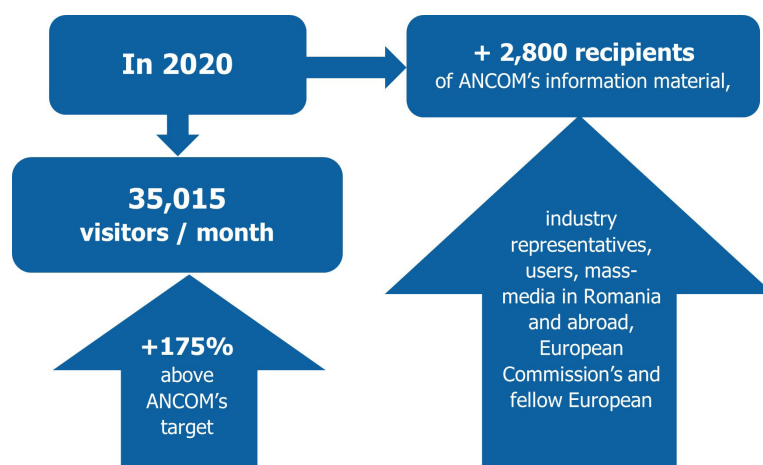 In 2020
+ 2,800 recipients
of ANCOM’s information material,
35,015
visitors / month
+175%
above
ANCOM’s
target
industry
representatives,
users, mass-
media in Romania
and abroad,
European
Commission’s and
fellow European